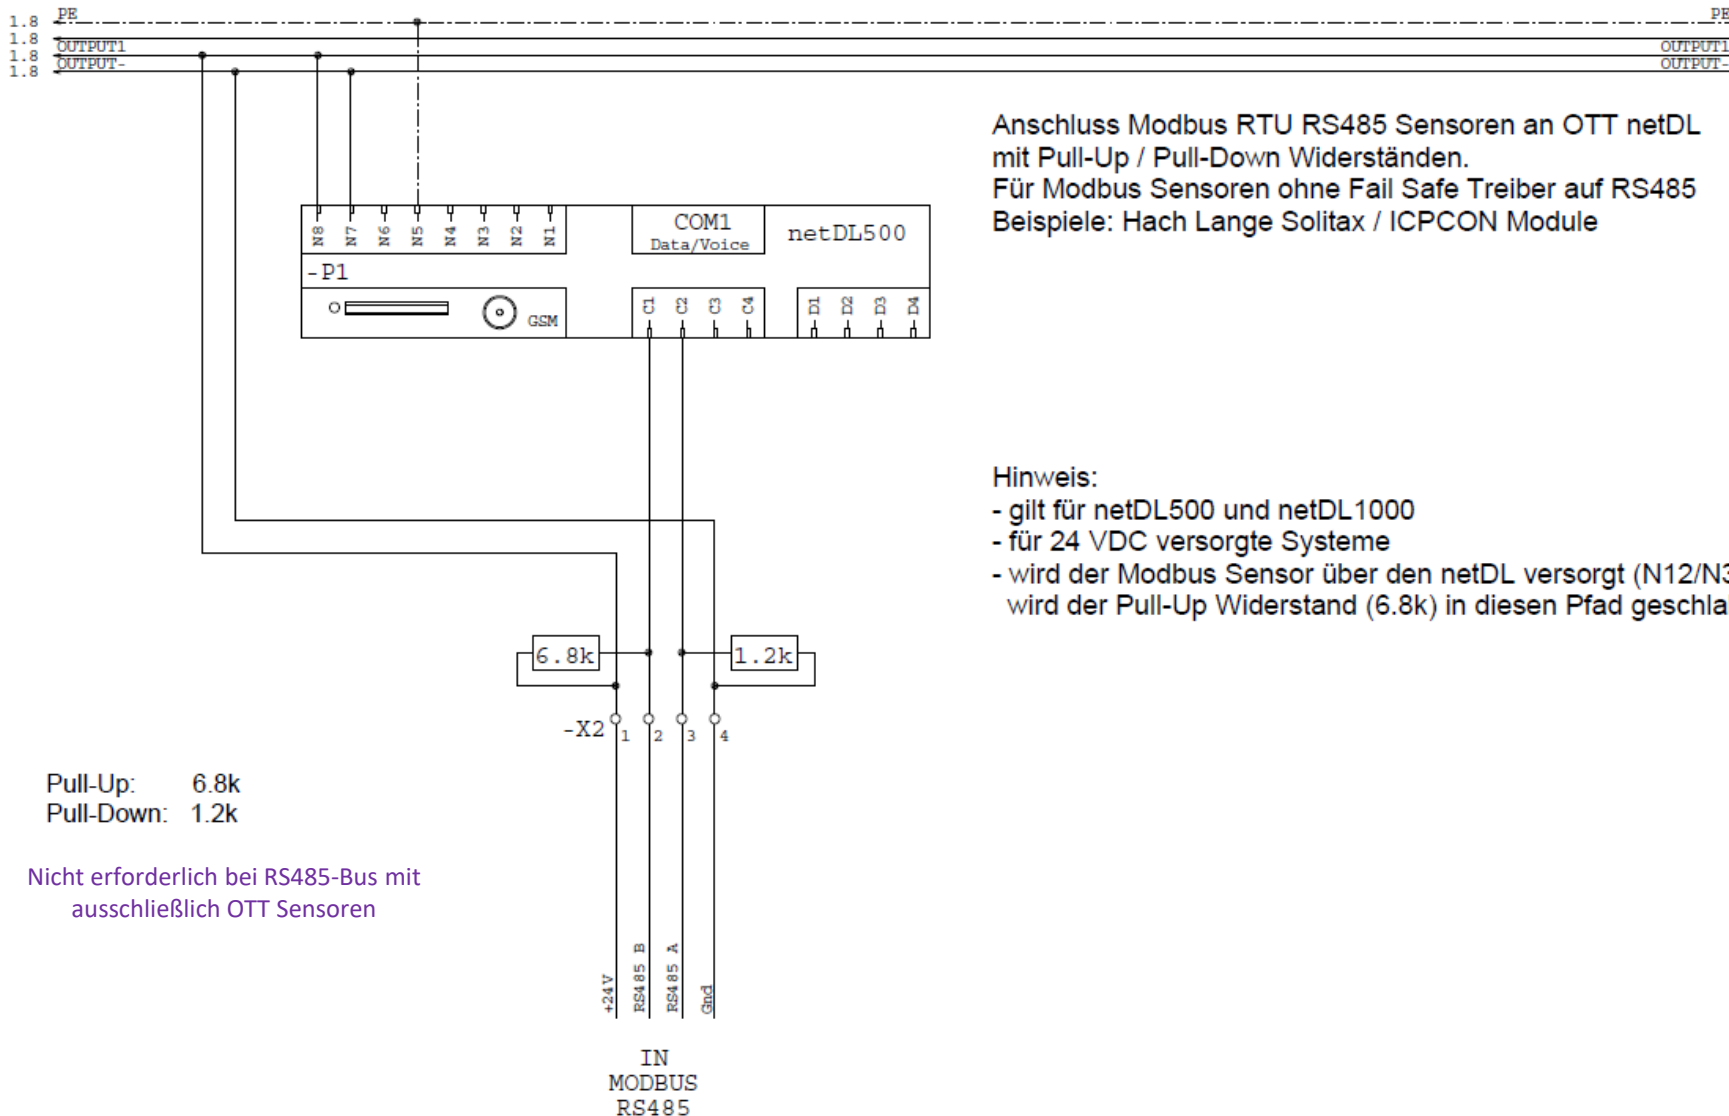 1.8 PE PE
1.8
1.8 OUTPUT1 OUTPUT1
1.8 OUTPUT- OUTPUT-
Anschluss Modbus RTU RS485 Sensoren an OTT netDL
mit Pull-Up / Pull-Down Widerständen.
Für Modbus Sensoren ohne Fail Safe Treiber auf RS485
Beispiele: Hach Lange Solitax / ICPCON Module
N8 N7 N6 N5 N4 N3 N2 N1
COM1
Data/Voice
netDL500
-P1
GSM
C1 C2 C3 C4
D1 D2 D3 D4
Hinweis:
- gilt für netDL500 und netDL1000
- für 24 VDC versorgte Systeme
- wird der Modbus Sensor über den netDL versorgt (N12/N3
wird der Pull-Up Widerstand (6.8k) in diesen Pfad geschla
6.8k 1.2k
-X2 1 2 3 4
Pull-Up: 6.8k
Pull-Down: 1.2k
Nicht erforderlich bei RS485-Bus mit
ausschließlich OTT Sensoren
+24V
RS485 B
RS485 A
Gnd
IN
MODBUS
RS485